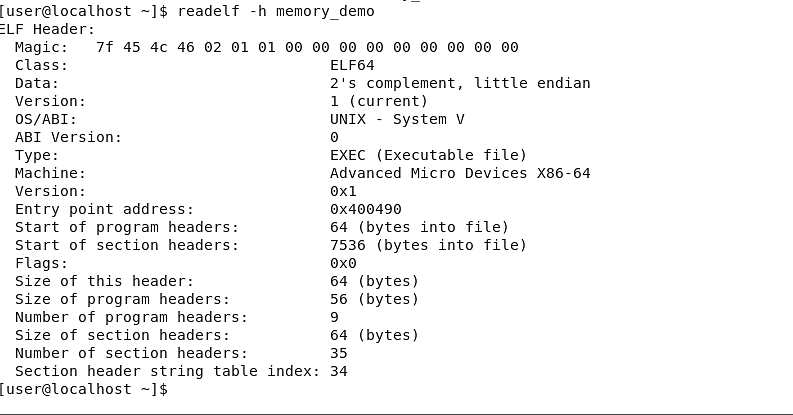 [user@localhost ~]$ readelf -h memory_demo
ELF Header:
  Magic:   7f 45 4c 46 02 01 01 00 00 00 00 00 00 00 00 00
  Class:                             ELF64
  Data:                              2's complement, little endian
  Version:                           1 (current)
  OS/ABI:                            UNIX - System V
  ABI Version:                       0
  Type:                              EXEC (Executable file)
  Machine:                           Advanced Micro Devices X86-64
  Version:                           0x1
  Entry point address:               0x400490
  Start of program headers:          64 (bytes into file)
  Start of section headers:          7536 (bytes into file)
  Flags:                             0x0
  Size of this header:               64 (bytes)
  Size of program headers:           56 (bytes)
  Number of program headers:         9
  Size of section headers:           64 (bytes)
  Number of section headers:         35
  Section header string table index: 34
[user@localhost ~]$